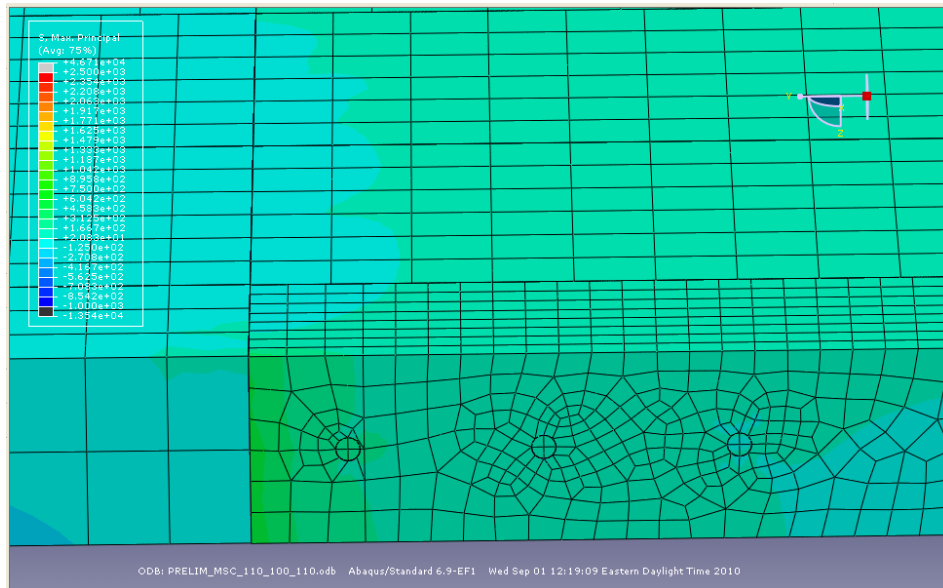 S, Max. Principal
(Avg: 75%)
+4.671e+04
+2.500e+03
+2.354e+03
+2.208e+03
+2.063e+03
+1.917e+03
+1.771e+03
+1.625e+03
+1.479e+03
+1.333e+03
+1.187e+03
+1.042e+03
+8.958e+02
+7.500e+02
+6.042e+02
+4.583e+02
+3.125e+02
+1.667e+02
+2.083e+01
-1.250e+02
-2.708e+02
-4.167e+02
-5.625e+02
-7.083e+02
-8.542e+02
-1.000e+03
-1.354e+04
Y
Z
ODB: PRELIM_MSC_110_100_110.odb Abaqus/Standard 6.9-EF1 Wed Sep 01 12:19:09 Eastern Daylight Time 2010